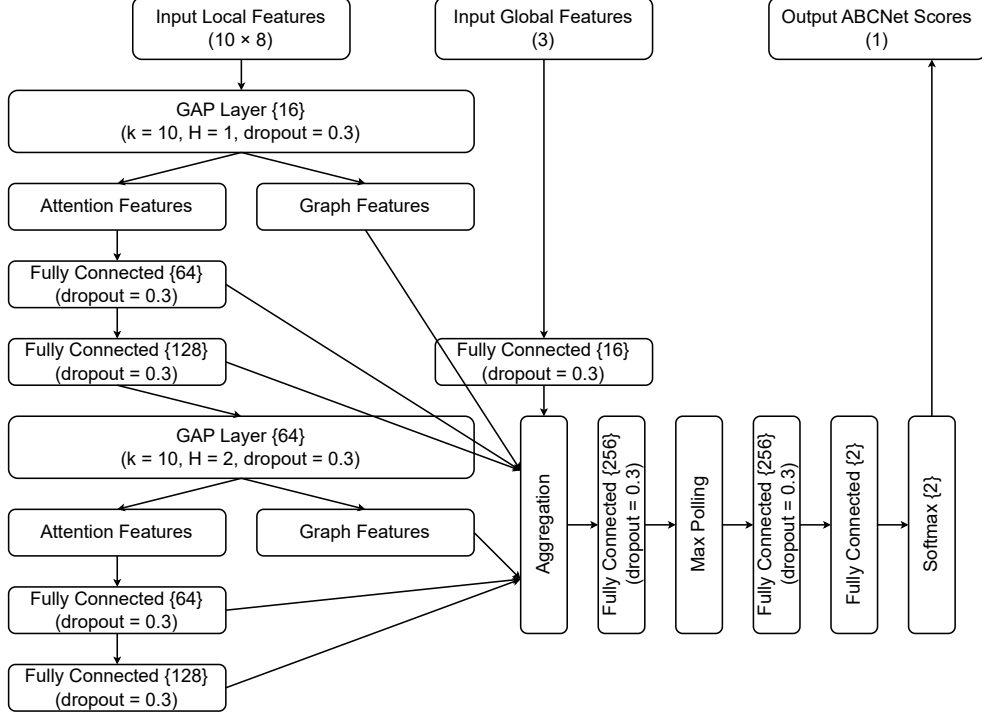 Input Local Features
(10 × 8)
Input Global Features
(3)
Output ABCNet Scores
(1)
GAP Layer {16}
(k = 10, H = 1, dropout = 0.3)
Attention Features
Graph Features
Fully Connected {64}
(dropout = 0.3)
Fully Connected {128}
(dropout = 0.3)
Fully Connected {16}
(dropout = 0.3)
GAP Layer {64}
(k = 10, H = 2, dropout = 0.3)
Attention Features
Graph Features
Fully Connected {64}
(dropout = 0.3)
Fully Connected {128}
(dropout = 0.3)
Aggregation
Fully Connected {256}
(dropout = 0.3)
Max Polling
Fully Connected {256}
(dropout = 0.3)
Fully Connected {2}
Softmax {2}